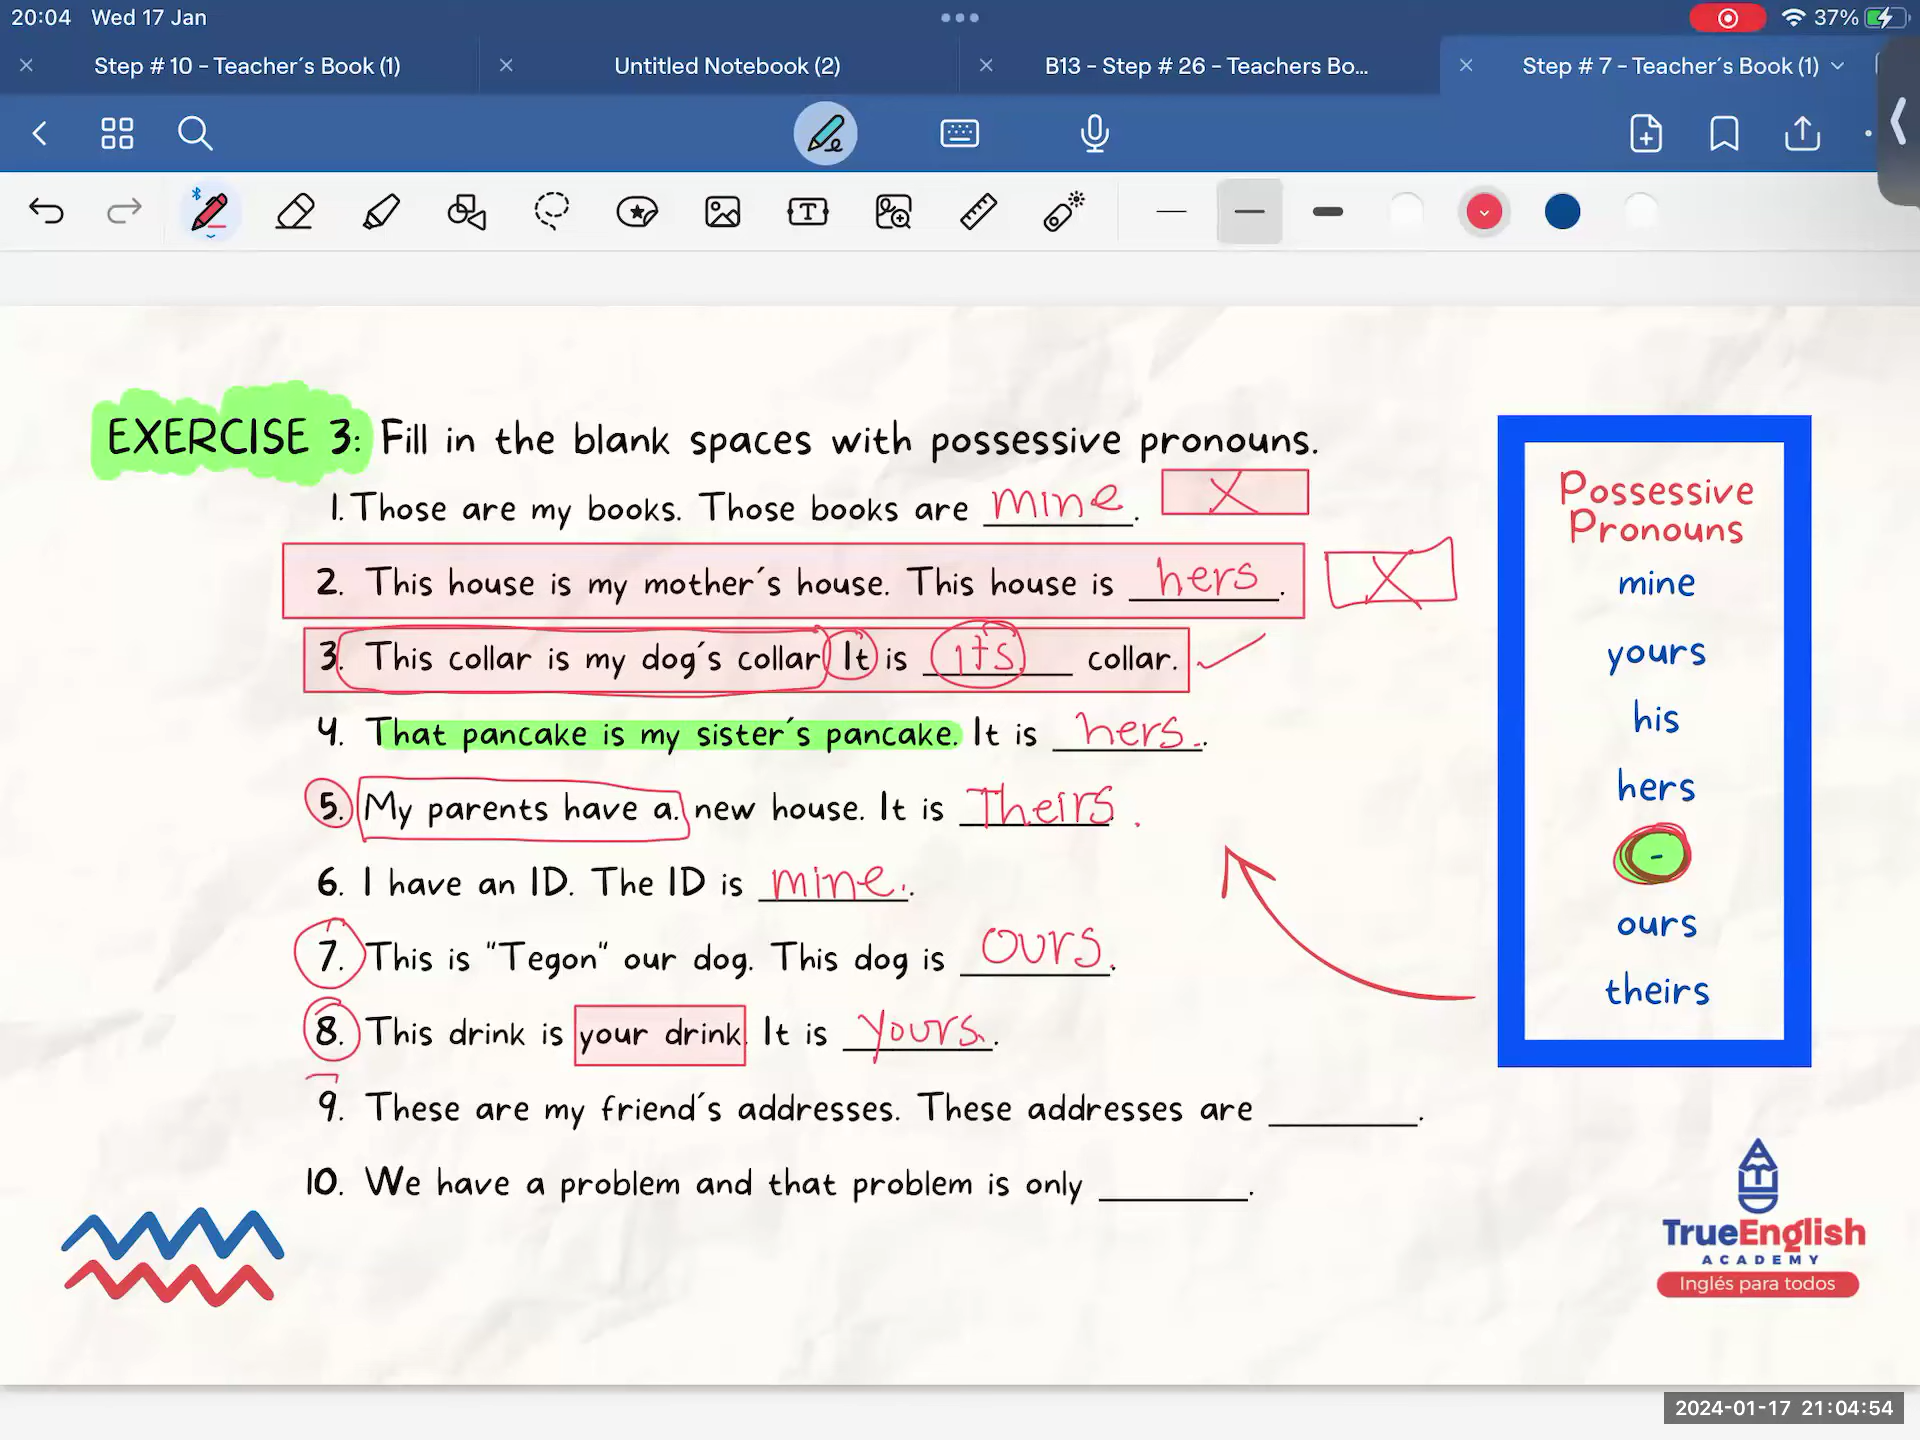 20:04 Wed 17 Jan
37%
Step # 10 - Teacher´s Book (1)
Untitled Notebook (2)
B13 - Step # 26 - Teachers Bo...
Step # 7 - Teacher´s Book (1)
EXERCISE 3: Fill in the blank spaces with possessive pronouns.
1. Those are my books. Those books are mine. X
2. This house is my mother´s house. This house is hers. X
3. This collar is my dog´s collar It is it's collar.
4. That pancake is my sister´s pancake. It is hers.
5. My parents have a. new house. It is Theirs.
6. I have an ID. The ID is mine.
7. This is "Tegon" our dog. This dog is ours.
8. This drink is your drink. It is yours.
9. These are my friend´s addresses. These addresses are ________.
10. We have a problem and that problem is only ________.
Possessive
Pronouns
mine
yours
his
hers
-
ours
theirs
TrueEnglish
ACADEMY
Inglés para todos
2024-01-17 21:04:54